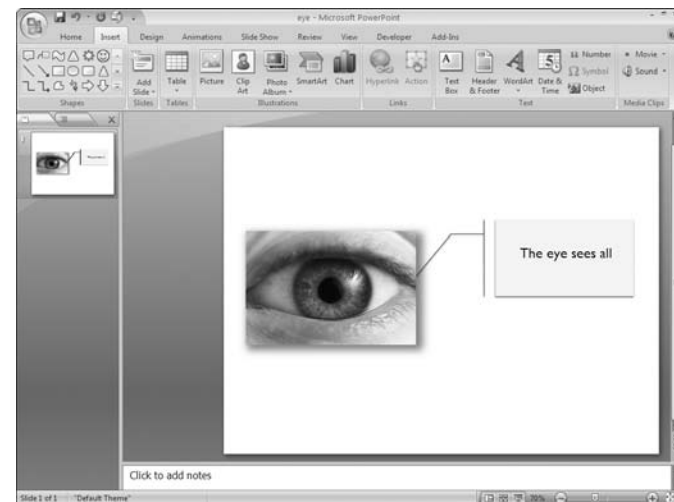 eye - Microsoft PowerPoint
Home Insert Design Animations Slide Show Review View Developer Add-Ins
Add Slide
Table
Picture
Clip Art
Photo Album
SmartArt
Chart
Hyperlink
Action
Text Box
Header & Footer
WordArt
Date & Time
Number
Symbol
Object
Movie
Sound
Shapes Slides Tables Illustrations Links Text Media Clips
The eye sees all
Click to add notes
Slide 1 of 1 "Default Theme" 70%